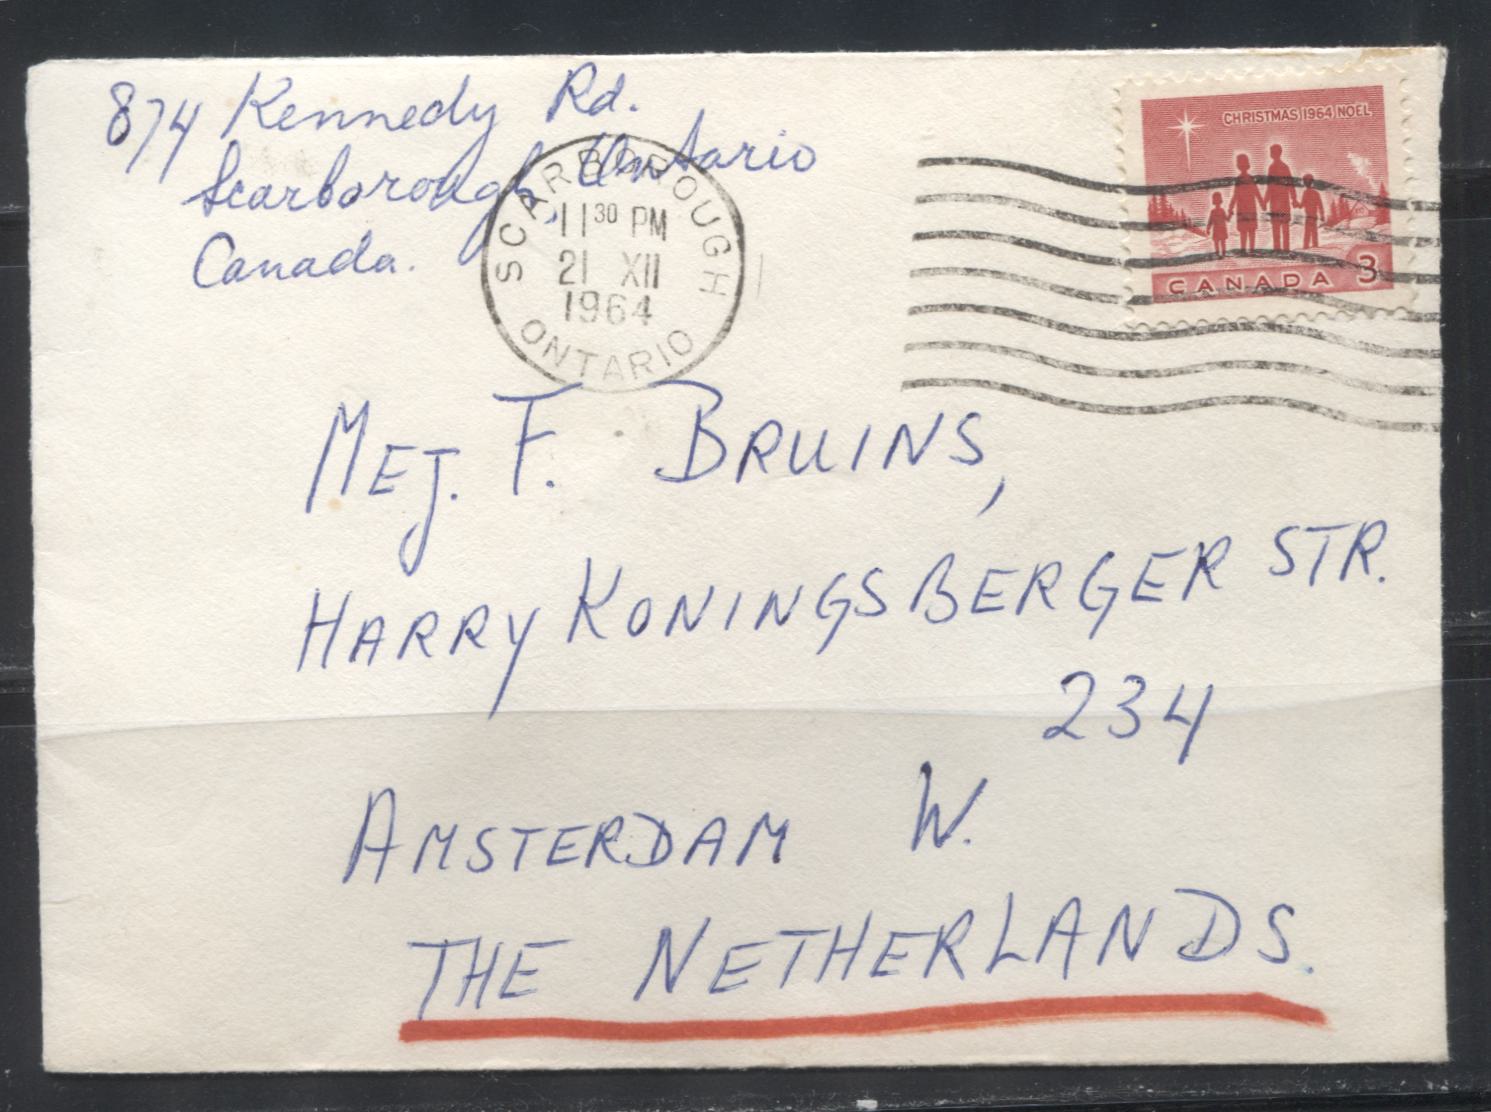 874 Kennedy Rd.
Scarborough, Ontario
Canada.
SCARBOROUGH
11 30 PM
21 XII
1964
ONTARIO
CHRISTMAS 1964 NOËL
CANADA 3
MEJ. F. BRUINS,
HARRY KONINGSBERGER STR.
234
AMSTERDAM W.
THE NETHERLANDS.